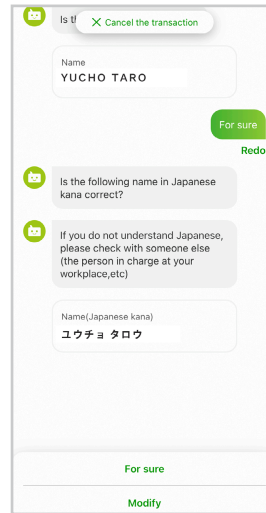 Is th
Cancel the transaction
Name
YUCHO TARO
For sure
Redo
Is the following name in Japanese
kana correct?
If you do not understand Japanese,
please check with someone else
(the person in charge at your
workplace,etc)
Name(Japanese kana)
ユウチョ タロウ
For sure
Modify